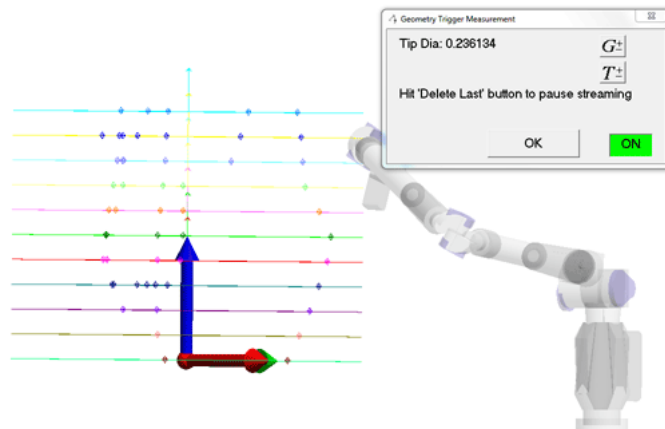 Geometry Trigger Measurement
Tip Dia: 0.236134
G±
T±
Hit 'Delete Last' button to pause streaming
OK
ON